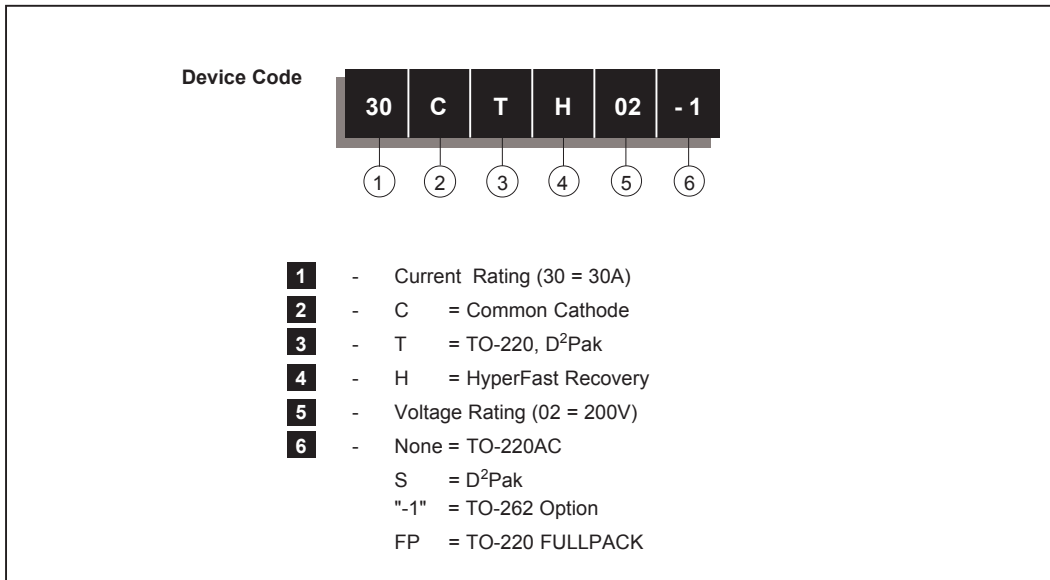 Device Code
30 C T H 02 - 1
1 2 3 4 5 6
1 - Current Rating (30 = 30A)
2 - C = Common Cathode
3 - T = TO-220, D²Pak
4 - H = HyperFast Recovery
5 - Voltage Rating (02 = 200V)
6 - None = TO-220AC
S = D²Pak
"-1" = TO-262 Option
FP = TO-220 FULLPACK